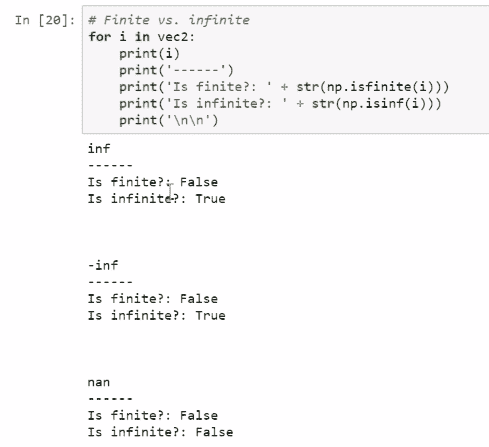 In [20]: # Finite vs. infinite
for i in vec2:
    print(i)
    print('------')
    print('Is finite?: ' + str(np.isfinite(i)))
    print('Is infinite?: ' + str(np.isinf(i)))
    print('\n\n')
inf
------
Is finite?: False
Is infinite?: True
-inf
------
Is finite?: False
Is infinite?: True
nan
------
Is finite?: False
Is infinite?: False